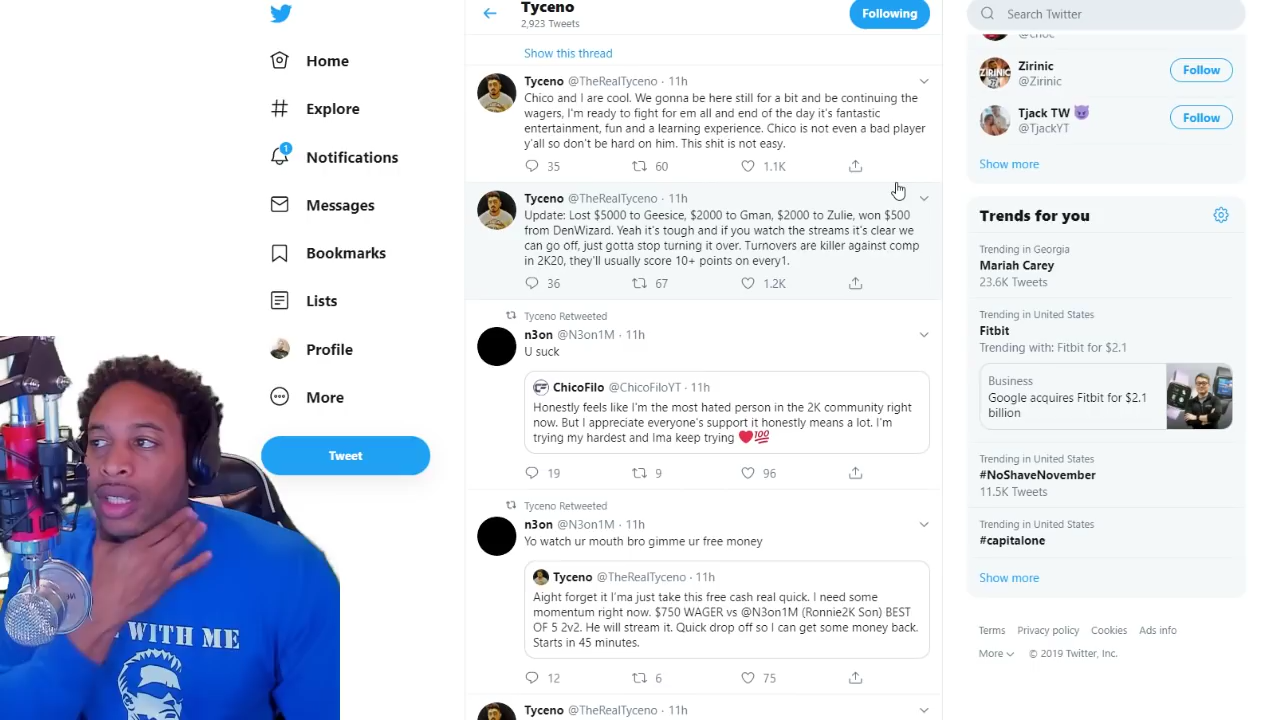 Home
Explore
1
Notifications
Messages
Bookmarks
Lists
Profile
More
Tweet
E WITH ME
Tyceno
2,923 Tweets
Following
Show this thread
Tyceno @TheRealTyceno · 11h
Chico and I are cool. We gonna be here still for a bit and be continuing the
wagers, I'm ready to fight for em all and end of the day it's fantastic
entertainment, fun and a learning experience. Chico is not even a bad player
y'all so don't be hard on him. This shit is not easy.
35 60 1.1K
Tyceno @TheRealTyceno · 11h
Update: Lost $5000 to Geesice, $2000 to Gman, $2000 to Zulie, won $500
from DenWizard. Yeah it's tough and if you watch the streams it's clear we
can go off, just gotta stop turning it over. Turnovers are killer against comp
in 2K20, they'll usually score 10+ points on every1.
36 67 1.2K
Tyceno Retweeted
n3on @N3on1M · 11h
U suck
ChicoFilo @ChicoFiloYT · 11h
Honestly feels like I'm the most hated person in the 2K community right
now. But I appreciate everyone's support it honestly means a lot. I'm
trying my hardest and Ima keep trying ❤️💯
19 9 96
Tyceno Retweeted
n3on @N3on1M · 11h
Yo watch ur mouth bro gimme ur free money
Tyceno @TheRealTyceno · 11h
Aight forget it I'ma just take this free cash real quick. I need some
momentum right now. $750 WAGER vs @N3on1M (Ronnie2K Son) BEST
OF 5 2v2. He will stream it. Quick drop off so I can get some money back.
Starts in 45 minutes.
12 6 75
Tyceno @TheRealTyceno · 11h
Search Twitter
@choc
ZIRINIC
Zirinic
@Zirinic
Follow
Tjack TW 😈
@TjackYT
Follow
Show more
Trends for you
Trending in Georgia
Mariah Carey
23.6K Tweets
Trending in United States
Fitbit
Trending with: Fitbit for $2.1
Business
Google acquires Fitbit for $2.1
billion
Trending in United States
#NoShaveNovember
11.5K Tweets
Trending in United States
#capitalone
Show more
Terms Privacy policy Cookies Ads info
More © 2019 Twitter, Inc.